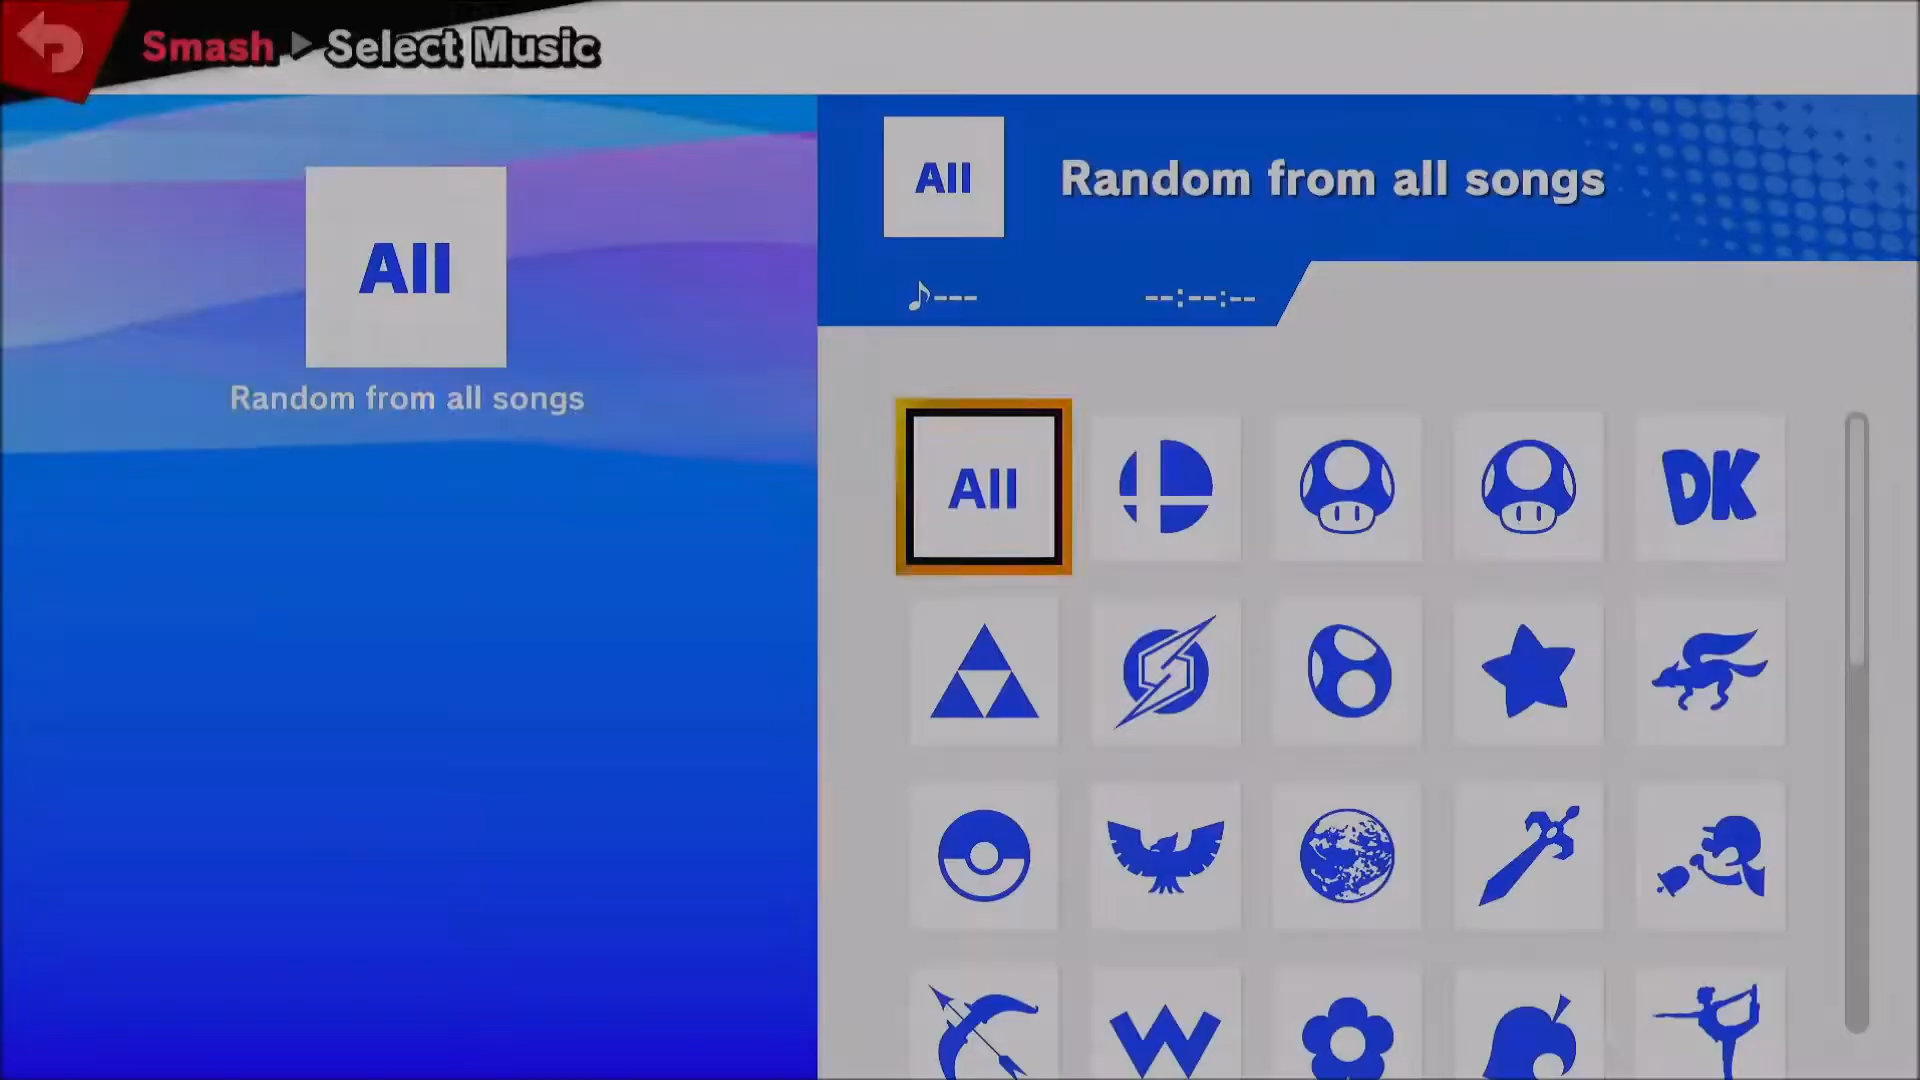 Smash ▶ Select Music
All
Random from all songs
All
Random from all songs
♪---
--:--:--
All
DK
W